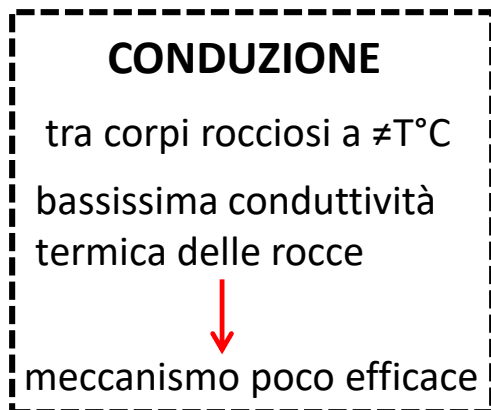 CONDUZIONE
tra corpi rocciosi a ≠T°C
bassissima conduttività
termica delle rocce
meccanismo poco efficace